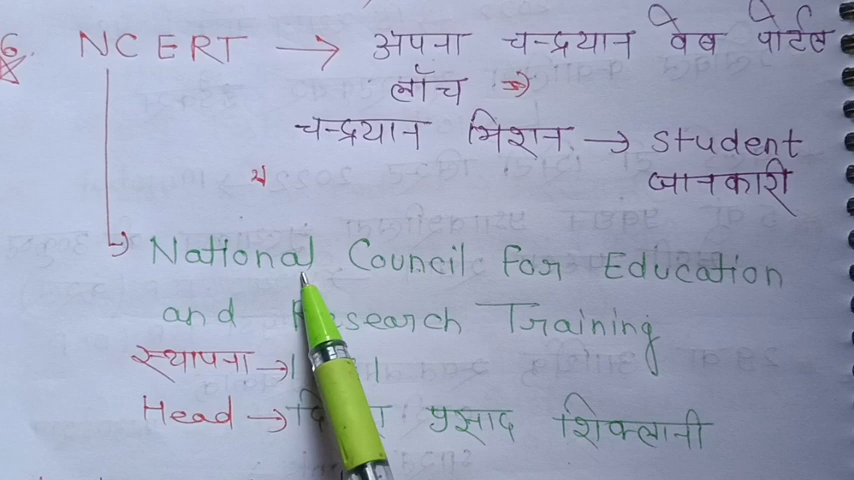 6. NCERT → अपना चन्द्रयान वेब पोर्टल
लॉच →
चन्द्रयान मिशन → Student
जानकारी
→ National Council For Education
and Research Training
स्थापना →
Head → प्रसाद शिक्लानी